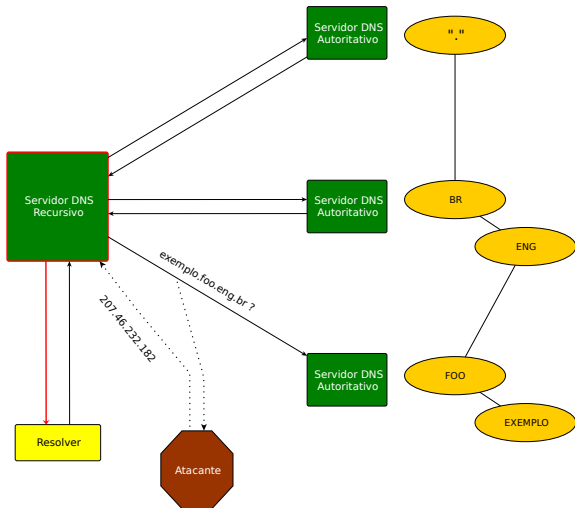 Servidor DNS
Autoritativo
"."
Servidor DNS
Recursivo
Servidor DNS
Autoritativo
BR
ENG
exemplo.foo.eng.br ?
207.46.232.182
Servidor DNS
Autoritativo
FOO
EXEMPLO
Resolver
Atacante